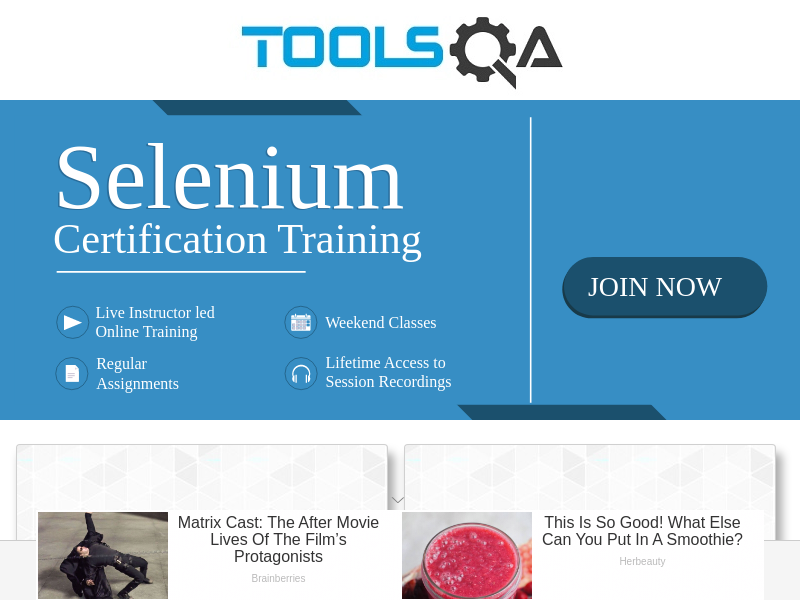 TOOLSQA
Selenium
Certification Training
Live Instructor led
Online Training
Weekend Classes
Regular
Assignments
Lifetime Access to
Session Recordings
JOIN NOW
Matrix Cast: The After Movie
Lives Of The Film's
Protagonists
Brainberries
This Is So Good! What Else
Can You Put In A Smoothie?
Herbeauty